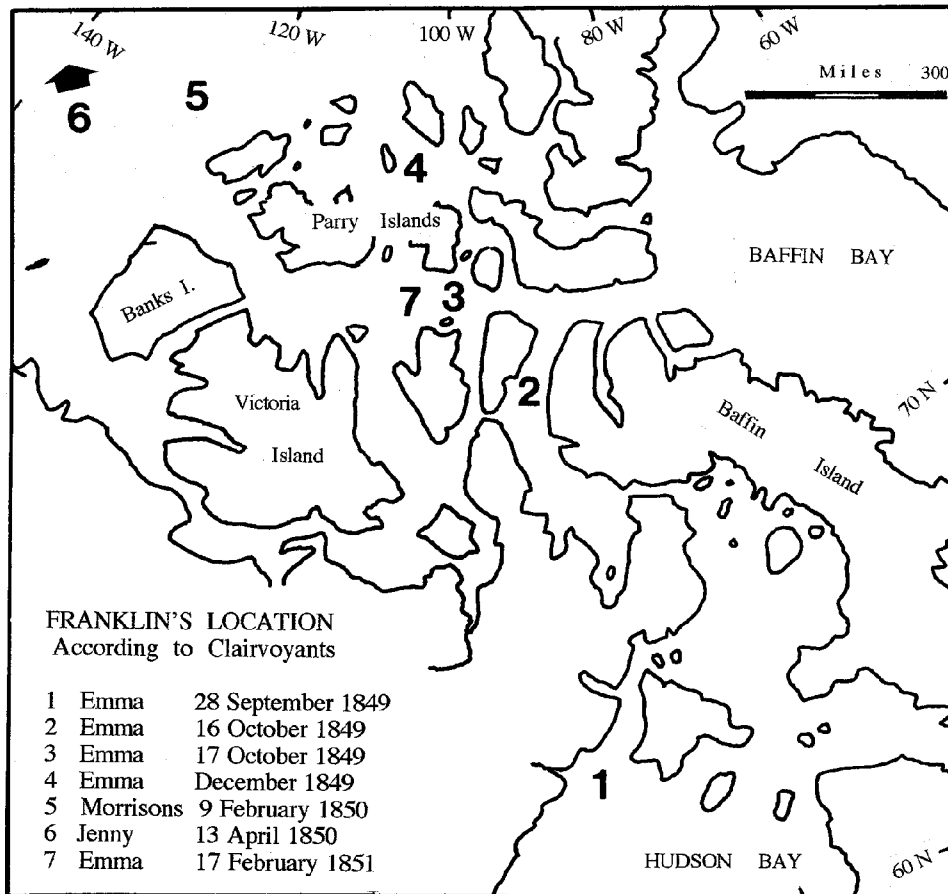 140 W
120 W
100 W
80 W
60 W
Miles 300
6
5
4
Parry Islands
BAFFIN BAY
Banks I.
7
3
70 N
2
Victoria
Island
Baffin
Island
FRANKLIN'S LOCATION
According to Clairvoyants
1 Emma 28 September 1849
2 Emma 16 October 1849
3 Emma 17 October 1849
4 Emma December 1849
5 Morrisons 9 February 1850
6 Jenny 13 April 1850
7 Emma 17 February 1851
1
HUDSON BAY
60 N